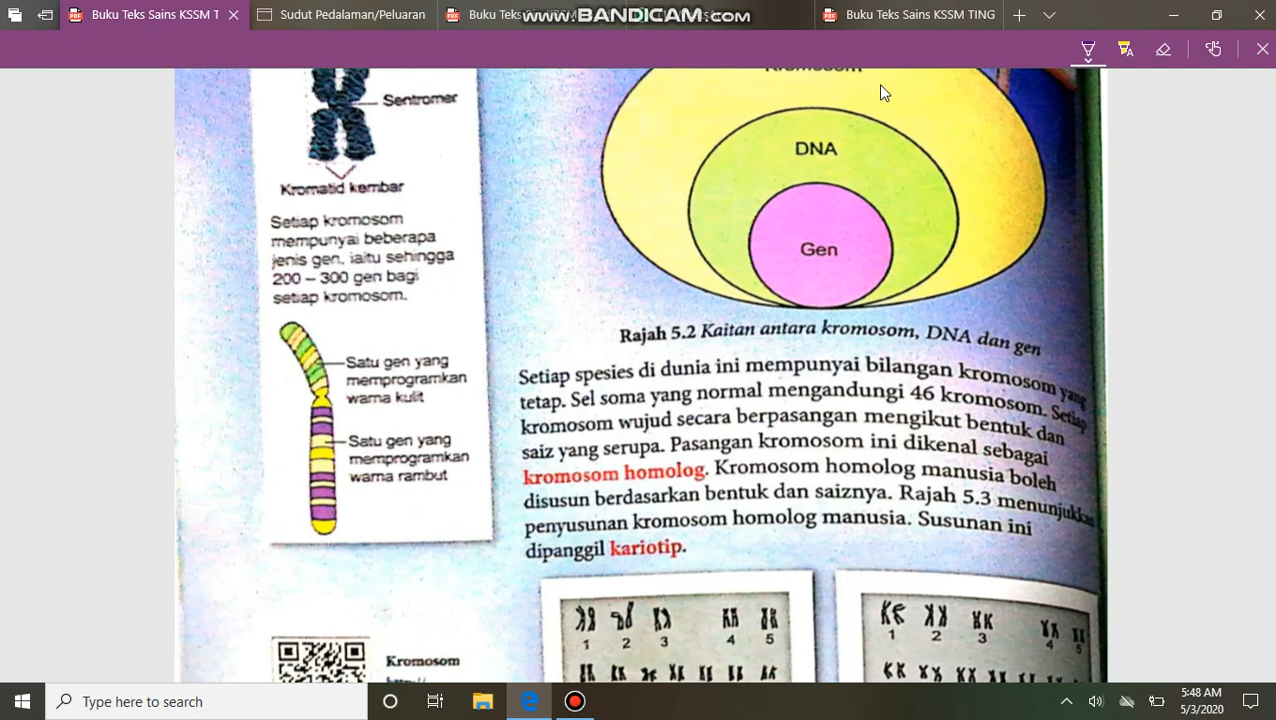 Buku Teks Sains KSSM T
Sudut Pedalaman/Peluaran
Buku Teks
www.BANDICAM.com
Buku Teks Sains KSSM TING
Kromosom
Sentromer
DNA
Kromatid kembar
Gen
Setiap kromosom
mempunyai beberapa
jenis gen, iaitu sehingga
200 – 300 gen bagi
setiap kromosom.
Satu gen yang
memprogramkan
warna kulit
Satu gen yang
memprogramkan
warna rambut
Rajah 5.2 Kaitan antara kromosom, DNA dan gen
Setiap spesies di dunia ini mempunyai bilangan kromosom yang
tetap. Sel soma yang normal mengandungi 46 kromosom. Setiap
kromosom wujud secara berpasangan mengikut bentuk dan
saiz yang serupa. Pasangan kromosom ini dikenal sebagai
kromosom homolog. Kromosom homolog manusia boleh
disusun berdasarkan bentuk dan saiznya. Rajah 5.3 menunjukkan
penyusunan kromosom homolog manusia. Susunan ini
dipanggil kariotip.
1 2 3 4 5
1 2 3 4 5
Kromosom
http://
Type here to search
5:48 AM
5/3/2020